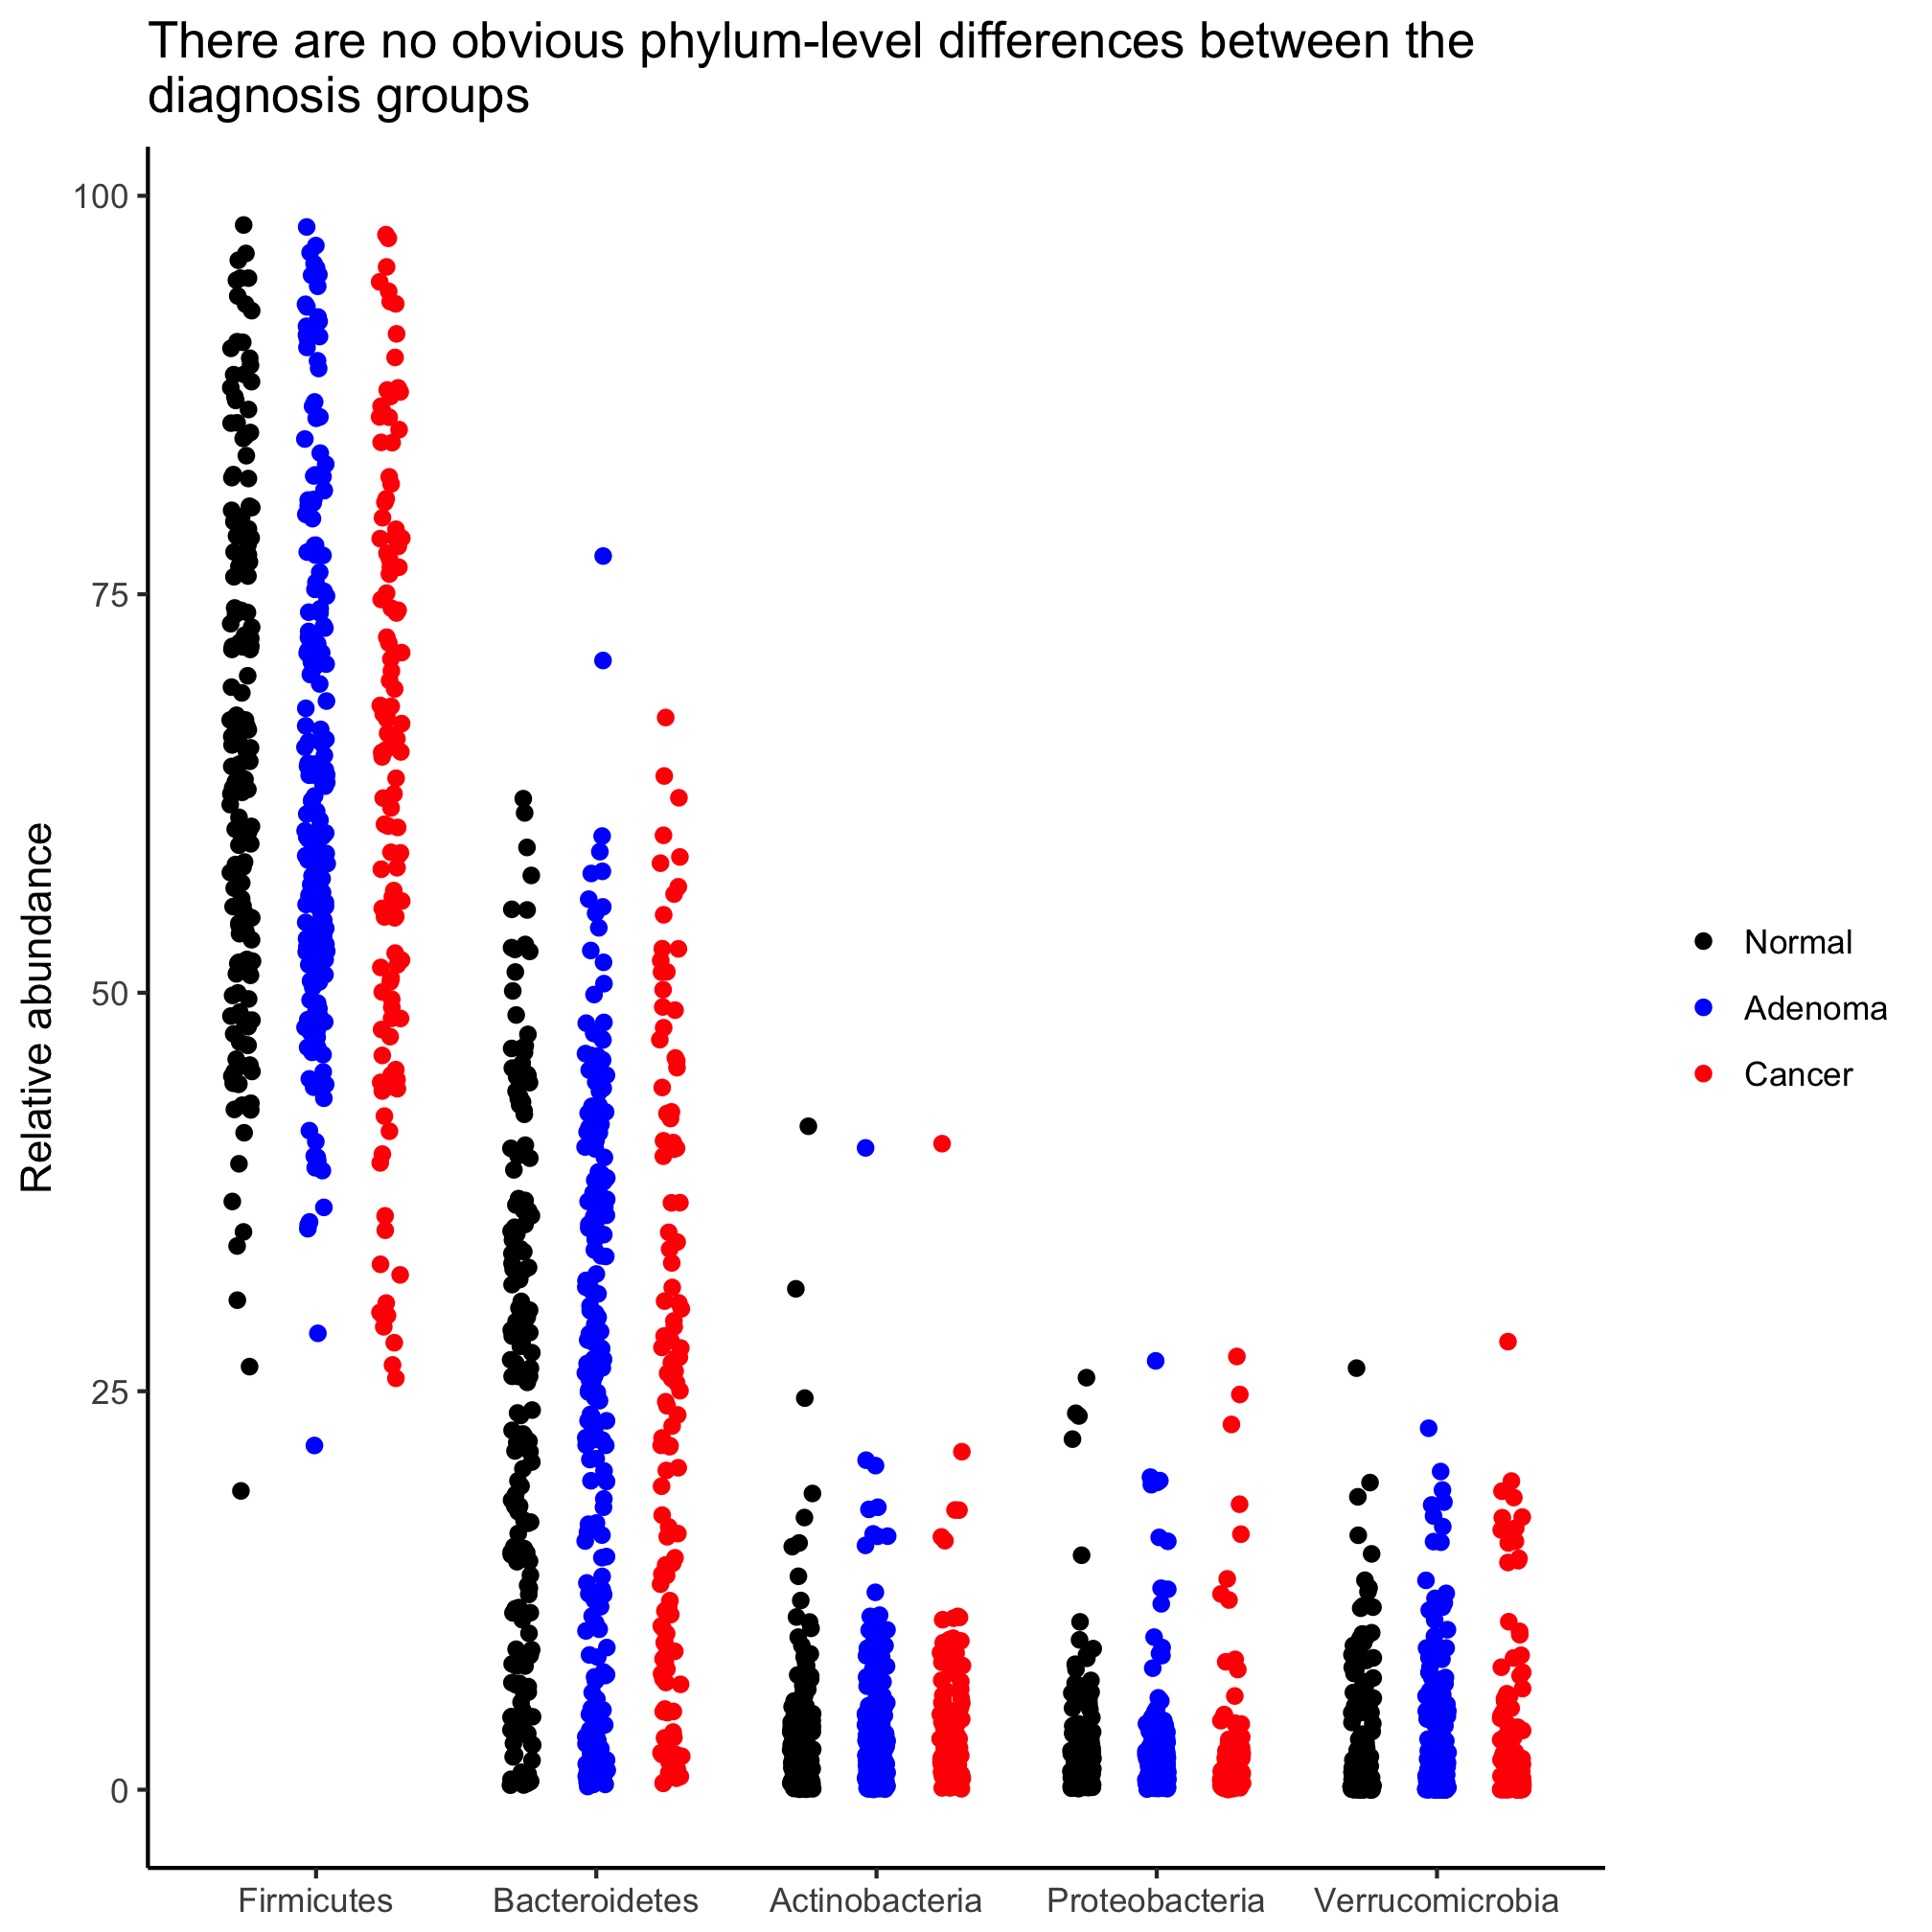 There are no obvious phylum-level differences between the
diagnosis groups
100
75
50
25
0
Relative abundance
Firmicutes
Bacteroidetes
Actinobacteria
Proteobacteria
Verrucomicrobia
Normal
Adenoma
Cancer